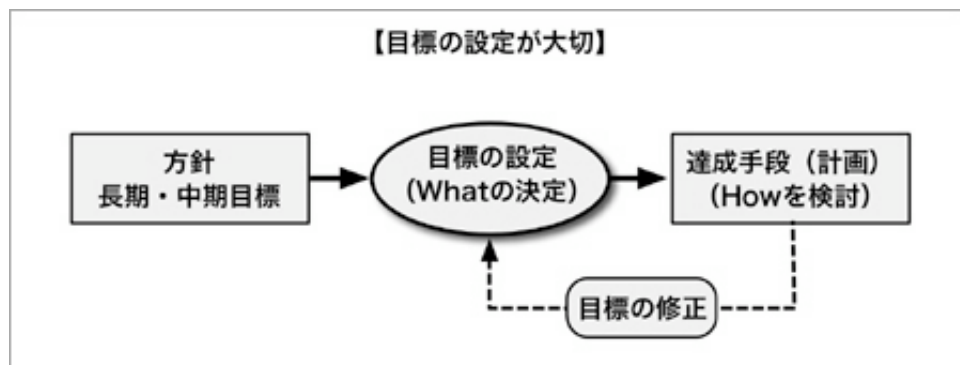 【目標の設定が大切】
方針
長期・中期目標
目標の設定
(Whatの決定)
達成手段（計画）
(Howを検討)
目標の修正